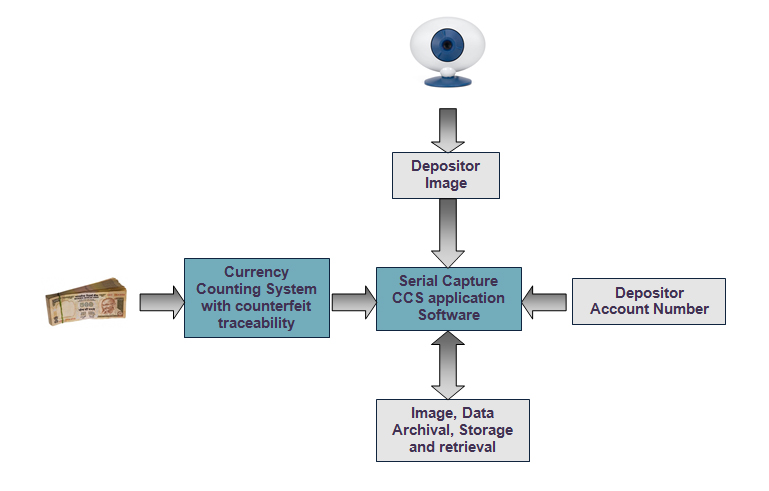 Depositor
Image
Currency
Counting System
with counterfeit
traceability
Serial Capture
CCS application
Software
Depositor
Account Number
Image, Data
Archival, Storage
and retrieval